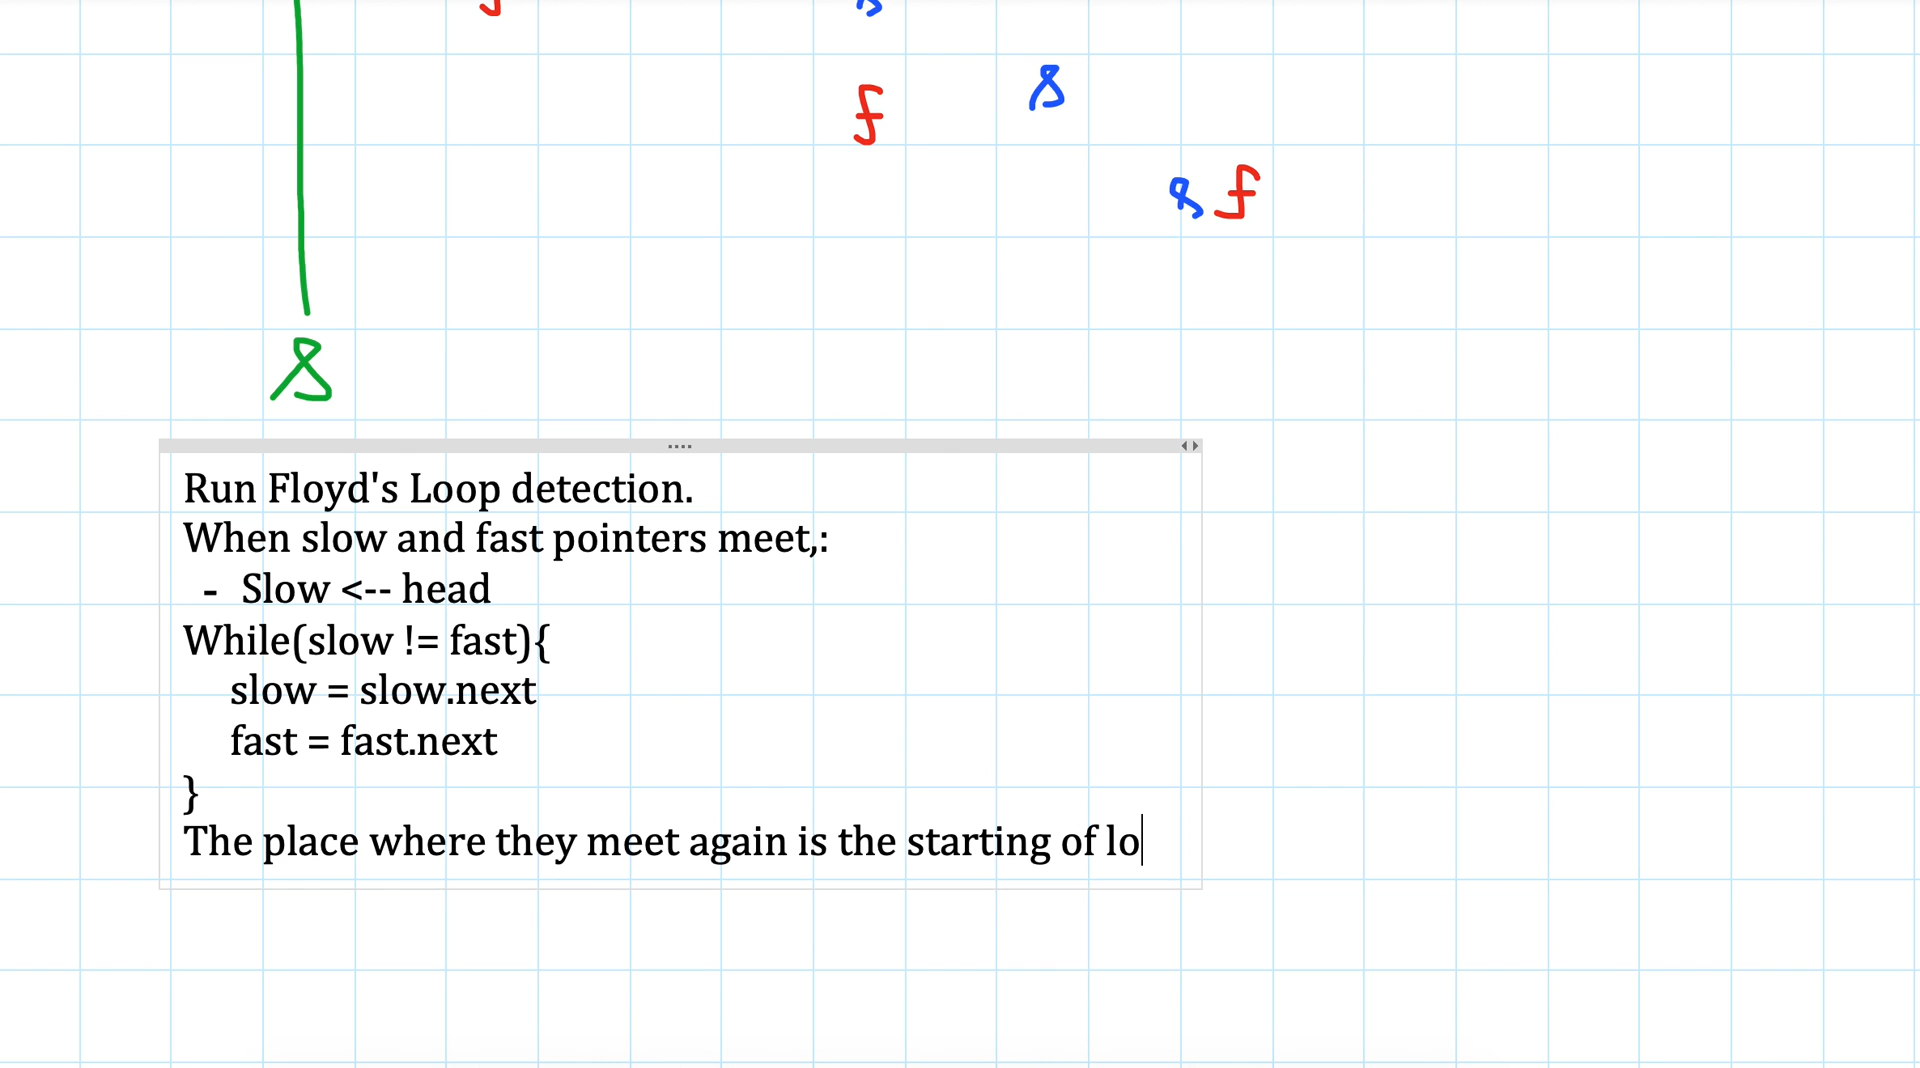 s
f
s f
s
Run Floyd's Loop detection.
When slow and fast pointers meet,:
- Slow <-- head
While(slow != fast){
slow = slow.next
fast = fast.next
}
The place where they meet again is the starting of lo